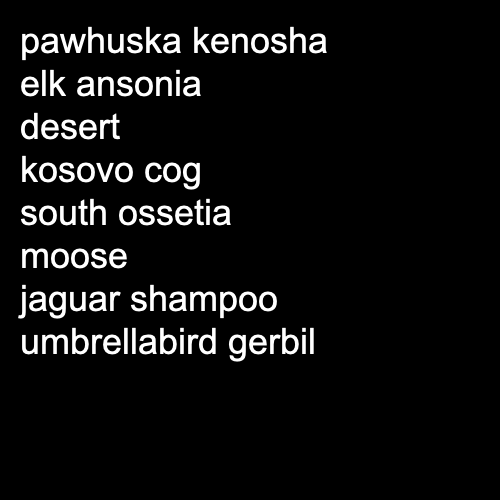 pawhuska kenosha
elk ansonia
desert
kosovo cog
south ossetia
moose
jaguar shampoo
umbrellabird gerbil